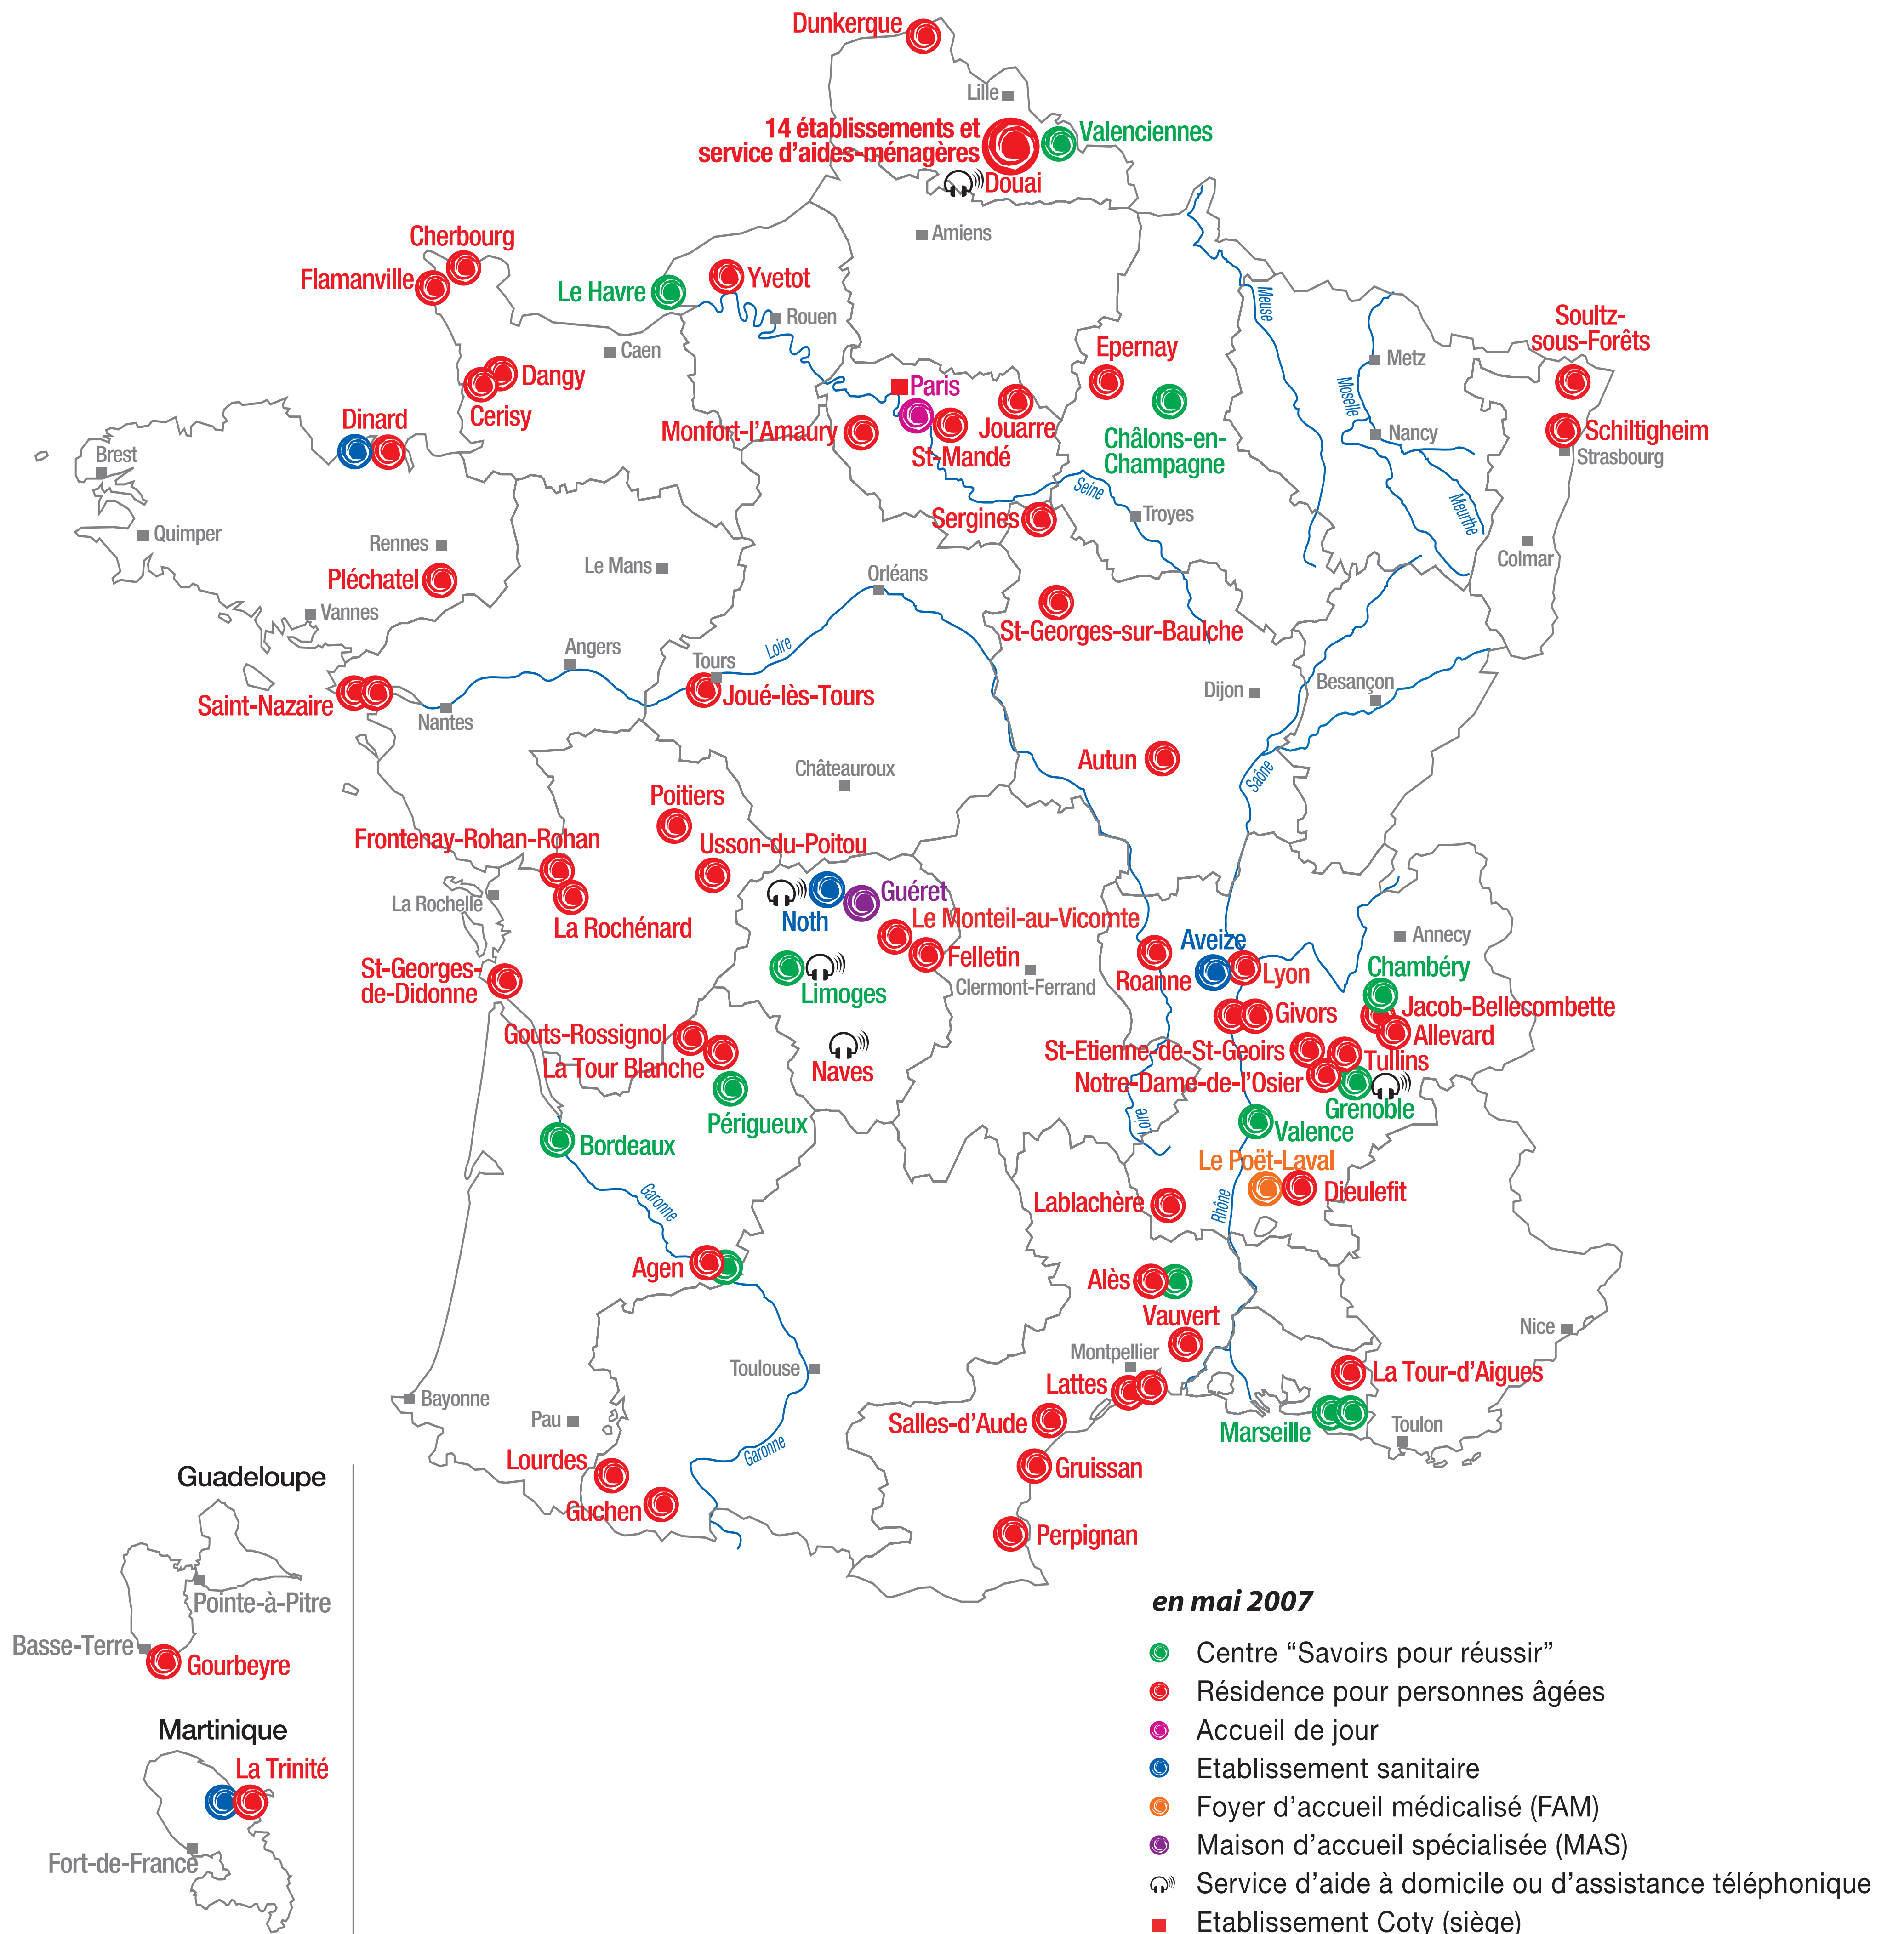 Dunkerque
Lille
14 établissements et
service d'aides-ménagères
Valenciennes
Douai
Amiens
Cherbourg
Flamanville
Le Havre
Yvetot
Rouen
Caen
Dangy
Cerisy
Dinard
Brest
Quimper
Rennes
Pléchatel
Vannes
Le Mans
Paris
Monfort-l'Amaury
St-Mandé
Jouarre
Epernay
Châlons-en-
Champagne
Meuse
Moselle
Meurthe
Metz
Nancy
Soultz-
sous-Forêts
Schiltigheim
Strasbourg
Colmar
Seine
Troyes
Sergines
Orléans
St-Georges-sur-Baulche
Angers
Tours
Loire
Joué-lès-Tours
Saint-Nazaire
Nantes
Dijon
Besançon
Saône
Autun
Châteauroux
Poitiers
Usson-du-Poitou
Frontenay-Rohan-Rohan
La Rochelle
La Rochénard
Noth
Guéret
Le Monteil-au-Vicomte
Felletin
Limoges
Clermont-Ferrand
Naves
St-Georges-
de-Didonne
Gouts-Rossignol
La Tour Blanche
Périgueux
Bordeaux
Roanne
Aveize
Lyon
Givors
Annecy
Chambéry
Jacob-Bellecombette
Allevard
St-Etienne-de-St-Geoirs
Tullins
Notre-Dame-de-l'Osier
Grenoble
Loire
Valence
Le Poët-Laval
Dieulefit
Rhône
Lablachère
Garonne
Agen
Alès
Vauvert
Montpellier
Lattes
Nice
La Tour-d'Aigues
Marseille
Toulon
Toulouse
Bayonne
Pau
Lourdes
Guchen
Garonne
Salles-d'Aude
Gruissan
Perpignan
Guadeloupe
Pointe-à-Pitre
Basse-Terre
Gourbeyre
Martinique
La Trinité
Fort-de-France
en mai 2007
Centre “Savoirs pour réussir”
Résidence pour personnes âgées
Accueil de jour
Etablissement sanitaire
Foyer d'accueil médicalisé (FAM)
Maison d'accueil spécialisée (MAS)
Service d'aide à domicile ou d'assistance téléphonique
Etablissement Coty (siège)